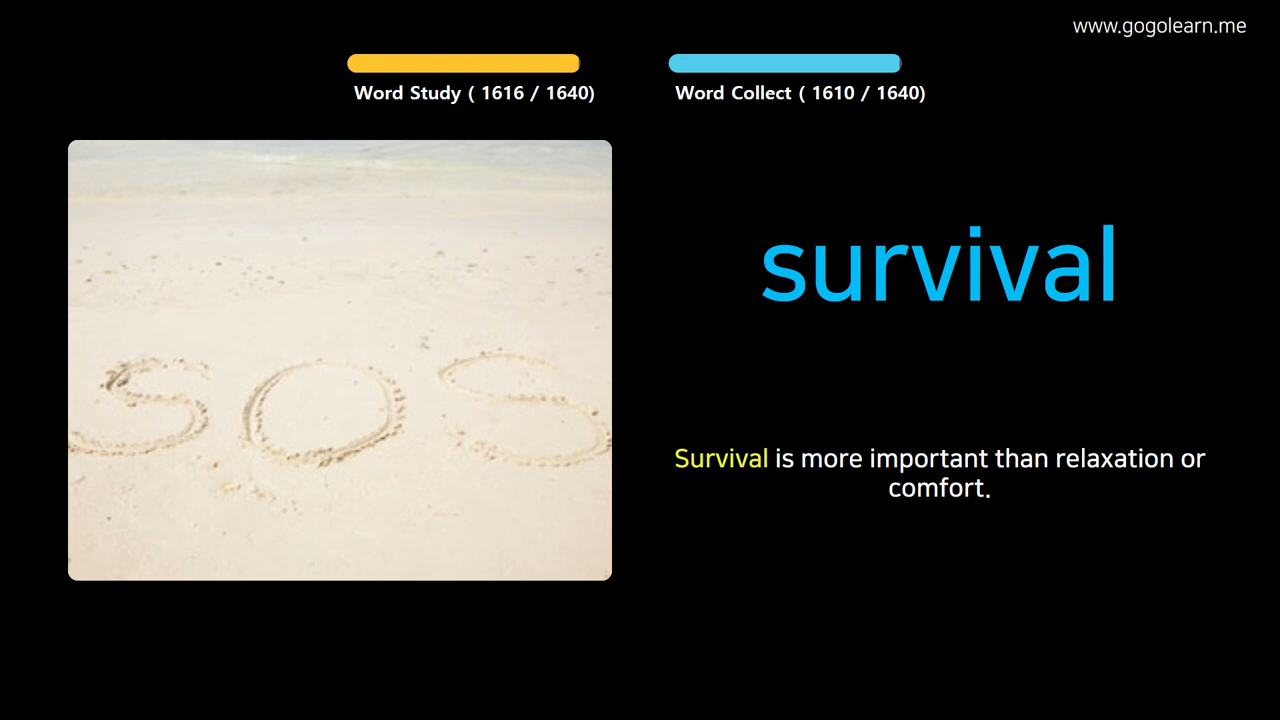 www.gogolearn.me
Word Study ( 1616 / 1640)
Word Collect ( 1610 / 1640)
SOS
survival
Survival is more important than relaxation or
comfort.